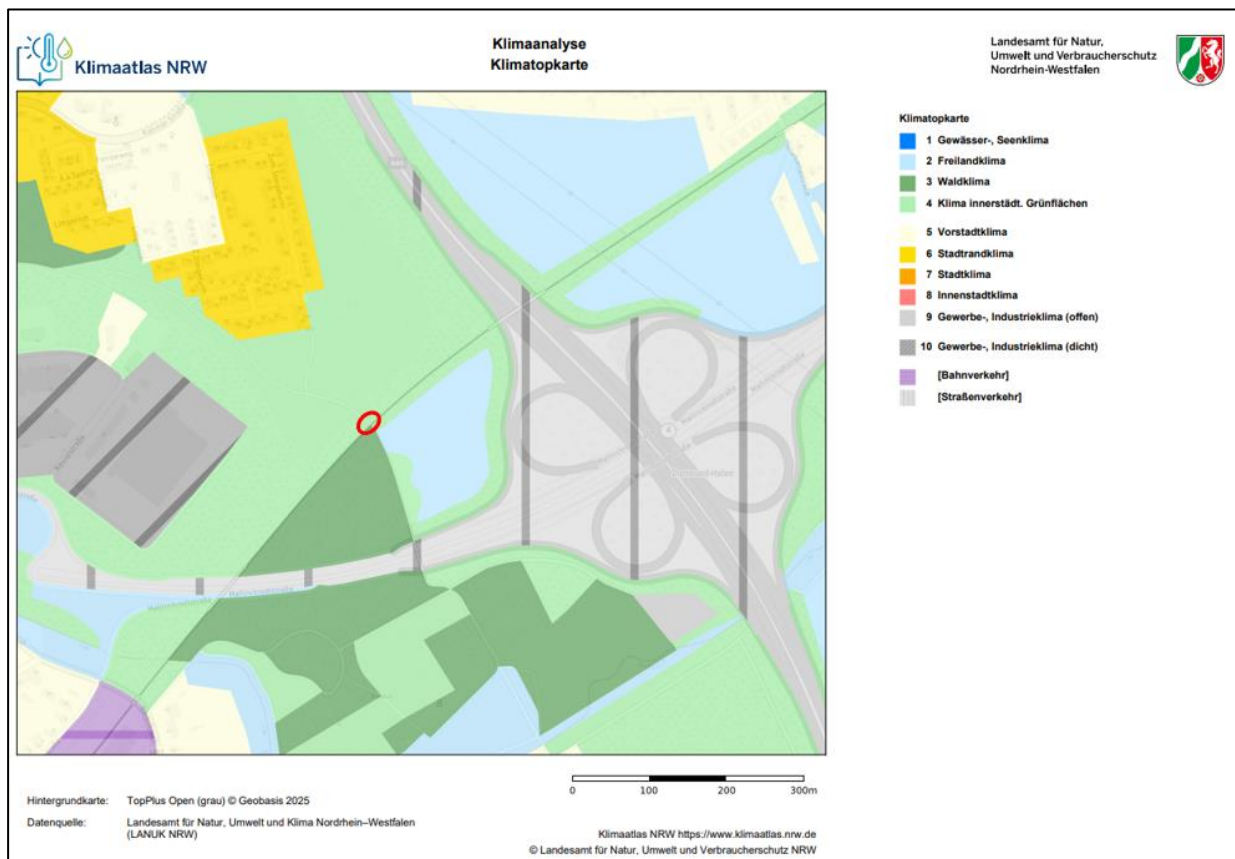 Klimaatlas NRW
Klimaanalyse
Klimatopkarte
Landesamt für Natur,
Umwelt und Verbraucherschutz
Nordrhein-Westfalen
Klimatopkarte
1 Gewässer-, Seenklima
2 Freilandklima
3 Waldklima
4 Klima innerstädt. Grünflächen
5 Vorstadtklima
6 Stadtrandklima
7 Stadtklima
8 Innenstadtklima
9 Gewerbe-, Industrieklima (offen)
10 Gewerbe-, Industrieklima (dicht)
[Bahnverkehr]
[Straßenverkehr]
0 100 200 300m
Hintergrundkarte: TopPlus Open (grau) © Geobasis 2025
Datenquelle: Landesamt für Natur, Umwelt und Klima Nordrhein–Westfalen
(LANUK NRW)
Klimaatlas NRW https://www.klimaatlas.nrw.de
© Landesamt für Natur, Umwelt und Verbraucherschutz NRW